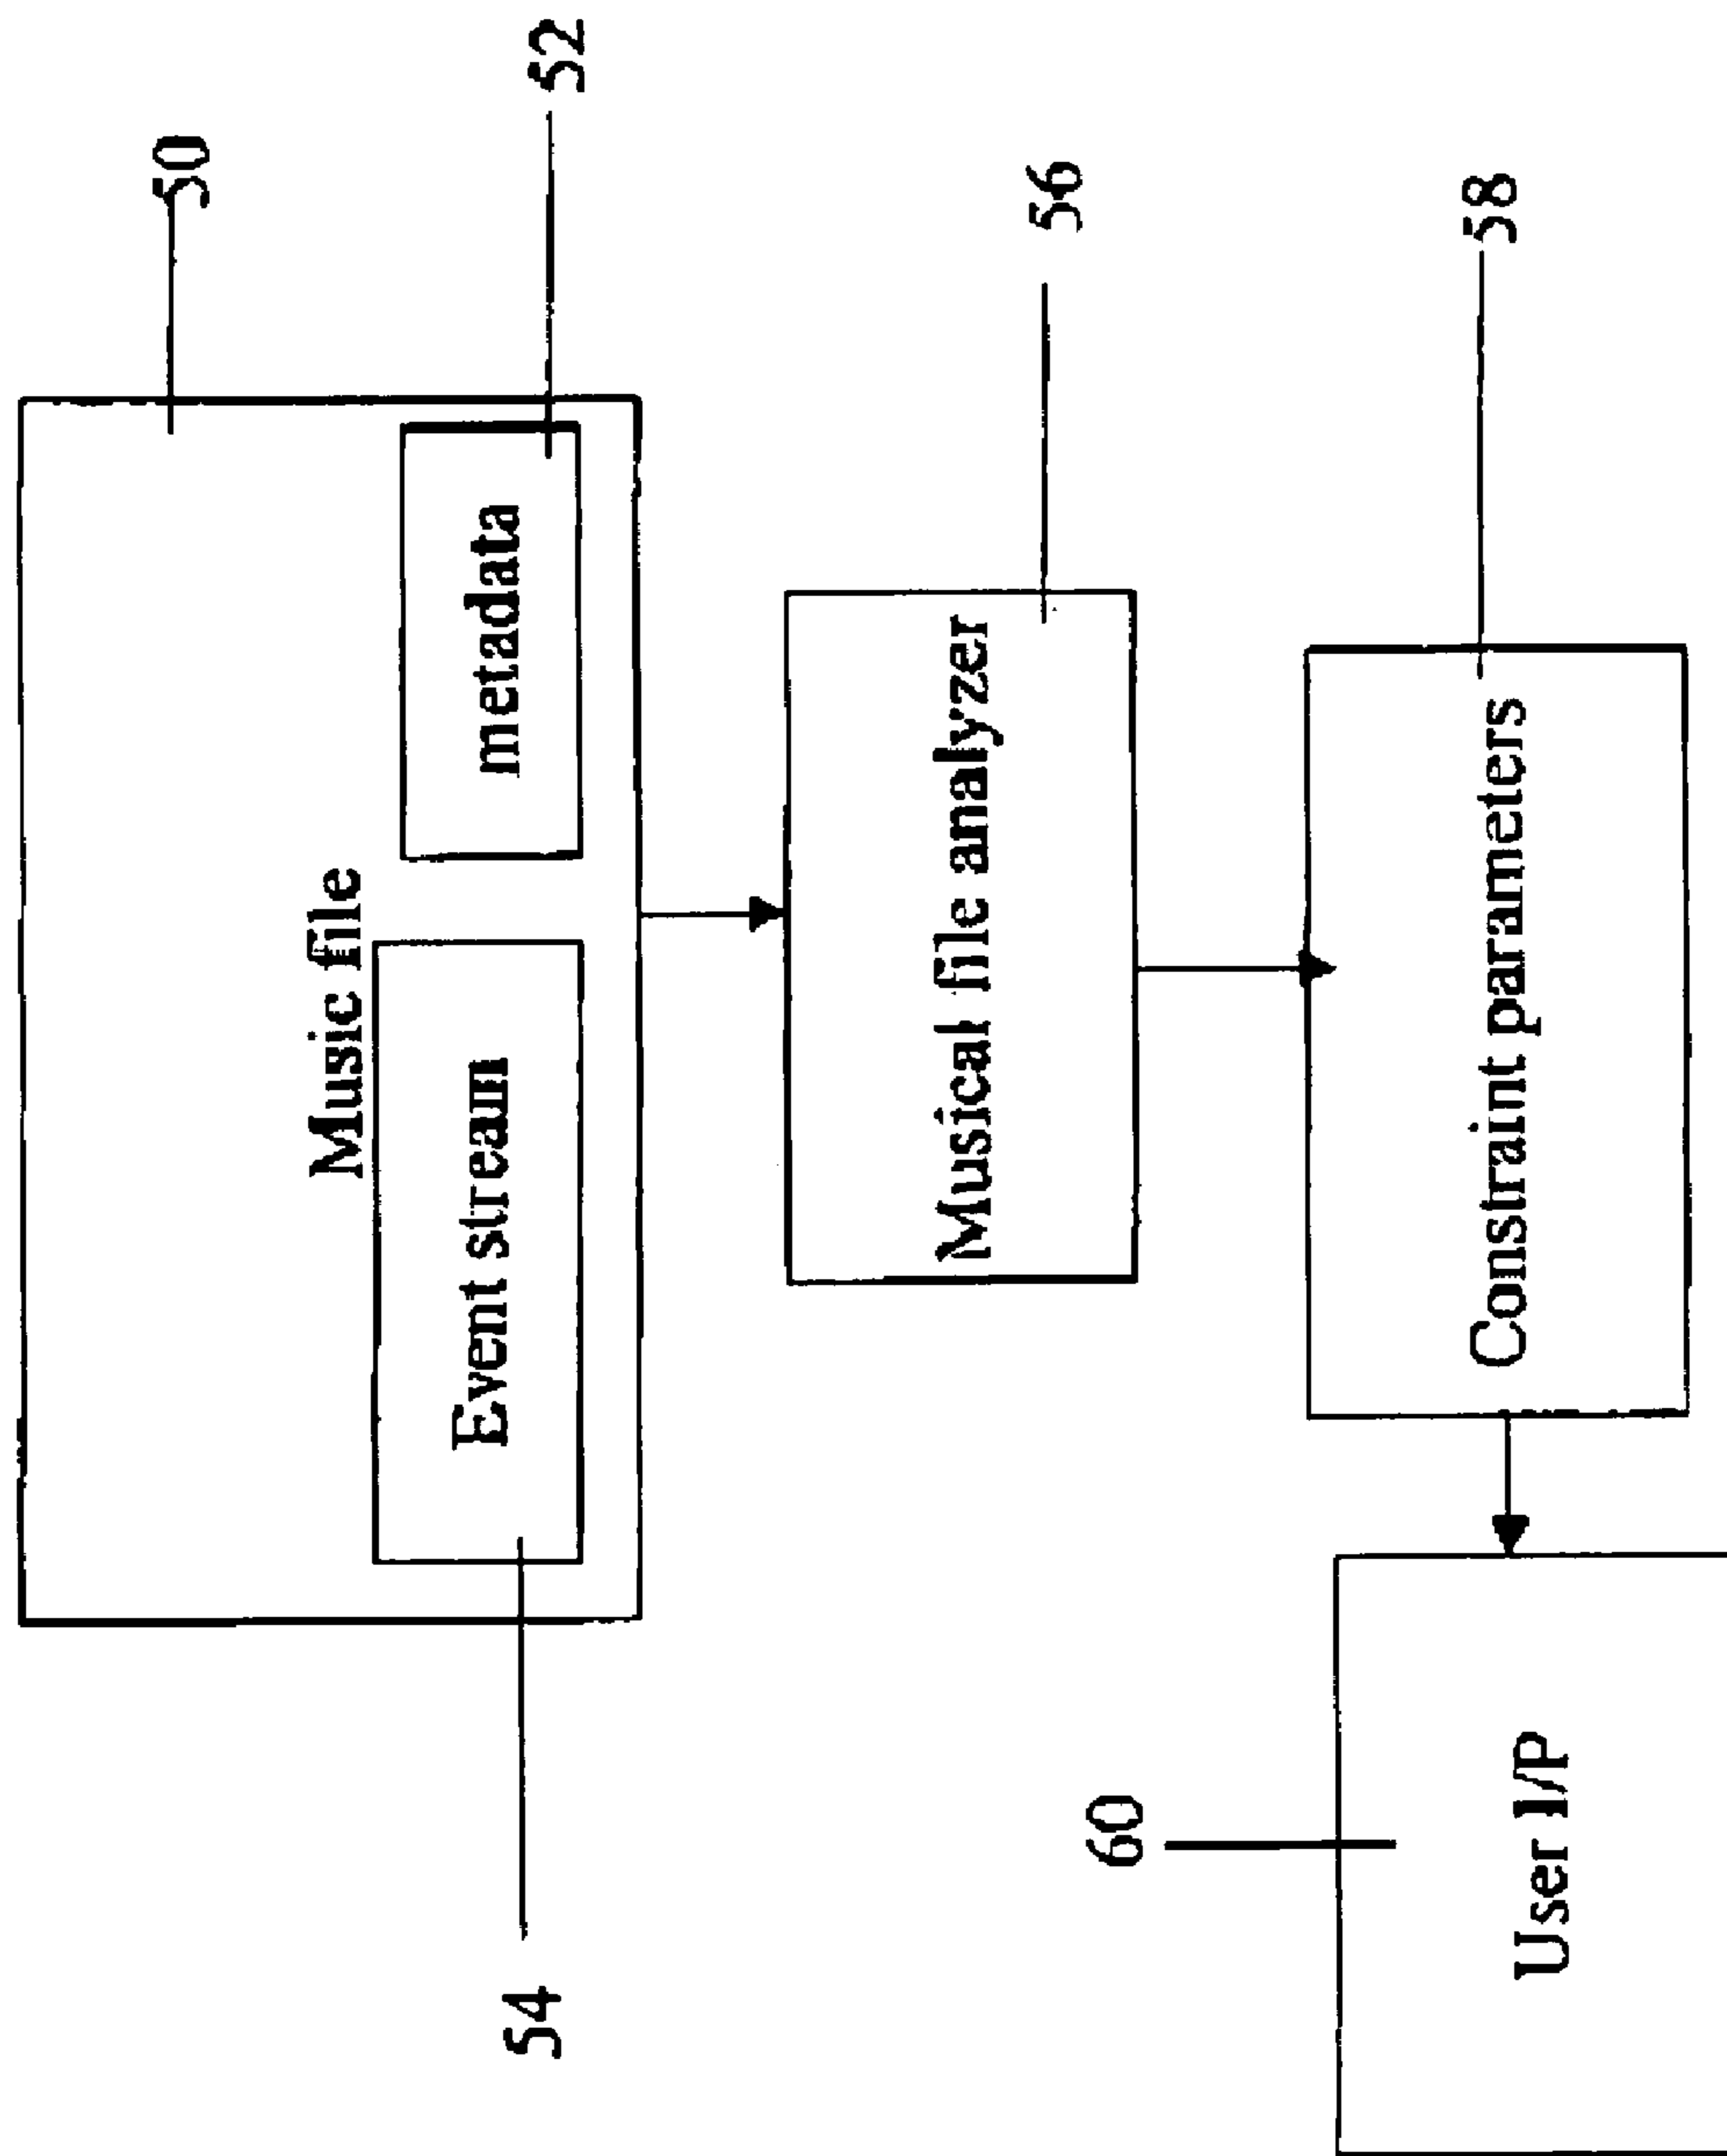 50
Music file
Event stream
metadata
54
52
Musical file analyzer
56
60
Constraint parameters
58
User I/P